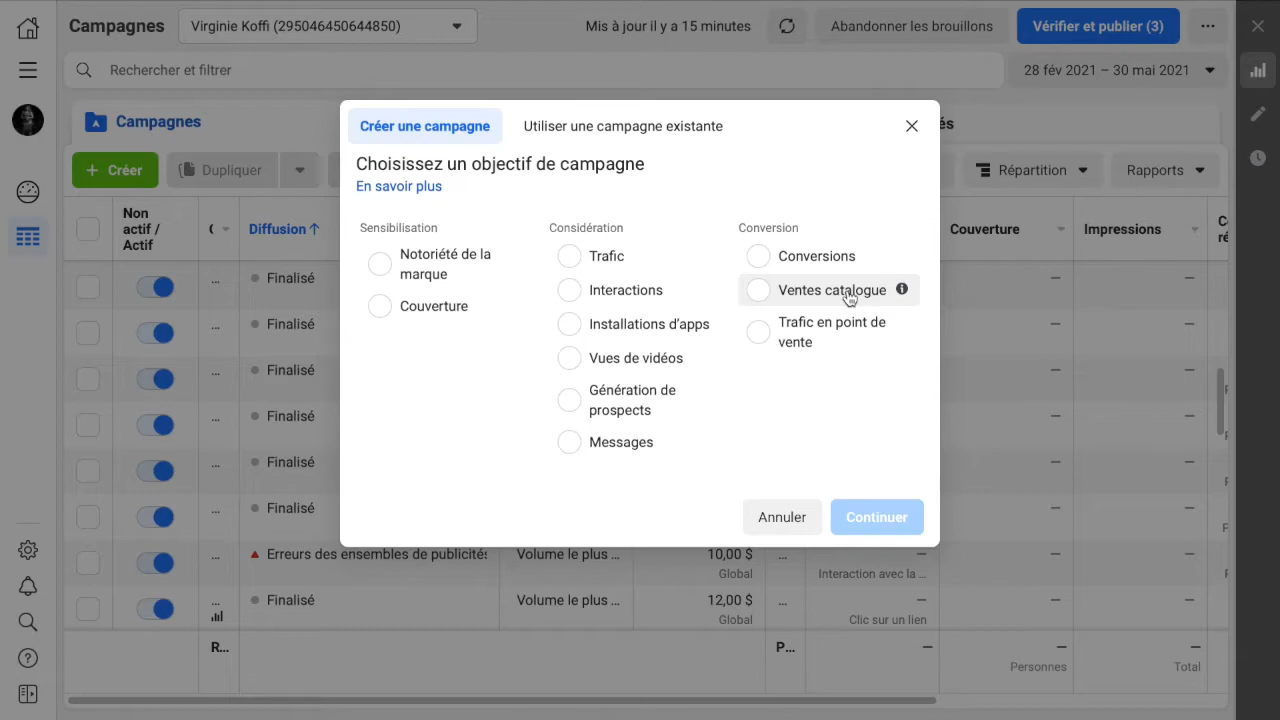 Campagnes
Virginie Koffi (295046450644850)
Mis à jour il y a 15 minutes
Abandonner les brouillons
Vérifier et publier (3)
Rechercher et filtrer
28 fév 2021 – 30 mai 2021
Campagnes
és
Créer une campagne
Utiliser une campagne existante
+ Créer
Dupliquer
Répartition
Rapports
Choisissez un objectif de campagne
En savoir plus
Non
actif /
Actif
Diffusion ↑
Couverture
Impressions
Sensibilisation
Notoriété de la
marque
Couverture
Considération
Trafic
Interactions
Installations d'apps
Vues de vidéos
Génération de
prospects
Messages
Conversion
Conversions
Ventes catalogue
Trafic en point de
vente
Annuler
Continuer
... Finalisé — —
... Finalisé — —
... Finalisé — —
... Finalisé — —
... Finalisé — —
... Finalisé — —
... Erreurs des ensembles de publicités Volume le plus ... 10,00 $ ... — — —
Global Interaction avec la ...
... Finalisé Volume le plus ... 12,00 $ ... — — —
Global Clic sur un lien
R... P... — — —
Personnes Total